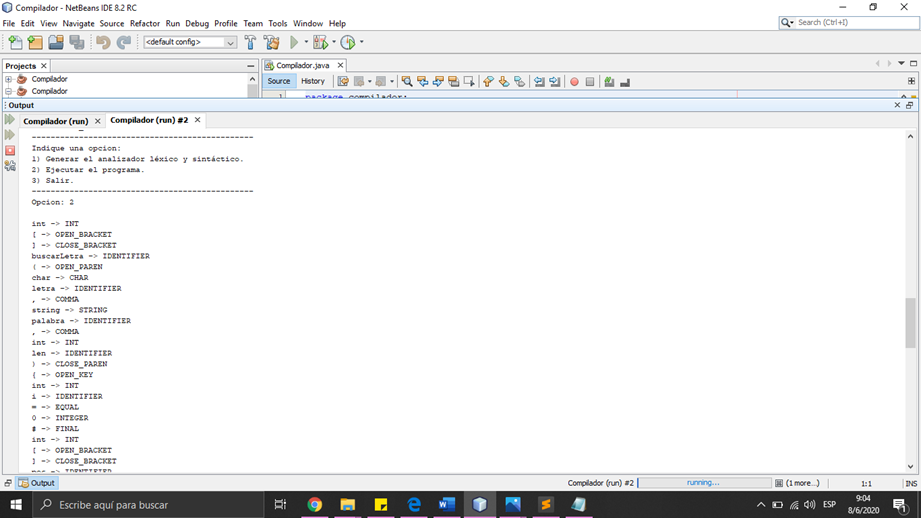 Compilador - NetBeans IDE 8.2 RC
File Edit View Navigate Source Refactor Run Debug Profile Team Tools Window Help
Search (Ctrl+I)
<default config>
Projects
Compilador.java
Compilador
Source History
Compilador
1 package compilador;
Output
Compilador (run) Compilador (run) #2
------------------------------------------------
Indique una opcion:
1) Generar el analizador léxico y sintáctico.
2) Ejecutar el programa.
3) Salir.
------------------------------------------------
Opcion: 2
int -> INT
[ -> OPEN_BRACKET
] -> CLOSE_BRACKET
buscarLetra -> IDENTIFIER
( -> OPEN_PAREN
char -> CHAR
letra -> IDENTIFIER
, -> COMMA
string -> STRING
palabra -> IDENTIFIER
, -> COMMA
int -> INT
len -> IDENTIFIER
) -> CLOSE_PAREN
{ -> OPEN_KEY
int -> INT
i -> IDENTIFIER
= -> EQUAL
0 -> INTEGER
# -> FINAL
int -> INT
[ -> OPEN_BRACKET
] -> CLOSE_BRACKET
Output
Compilador (run) #2 running... (1 more...) 1:1 INS
Escribe aquí para buscar
ESP
9:04
8/6/2020
1